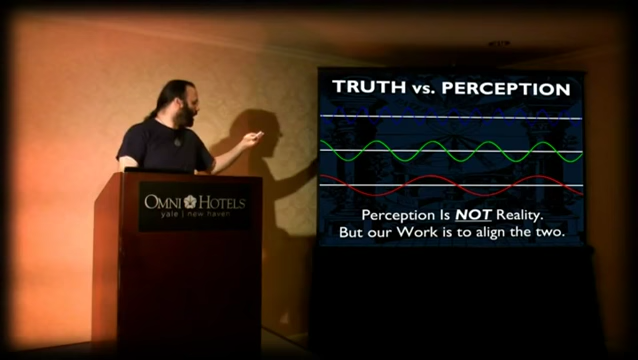 TRUTH vs. PERCEPTION
OMNI HOTELS
yale | new haven
Perception Is NOT Reality.
But our Work is to align the two.